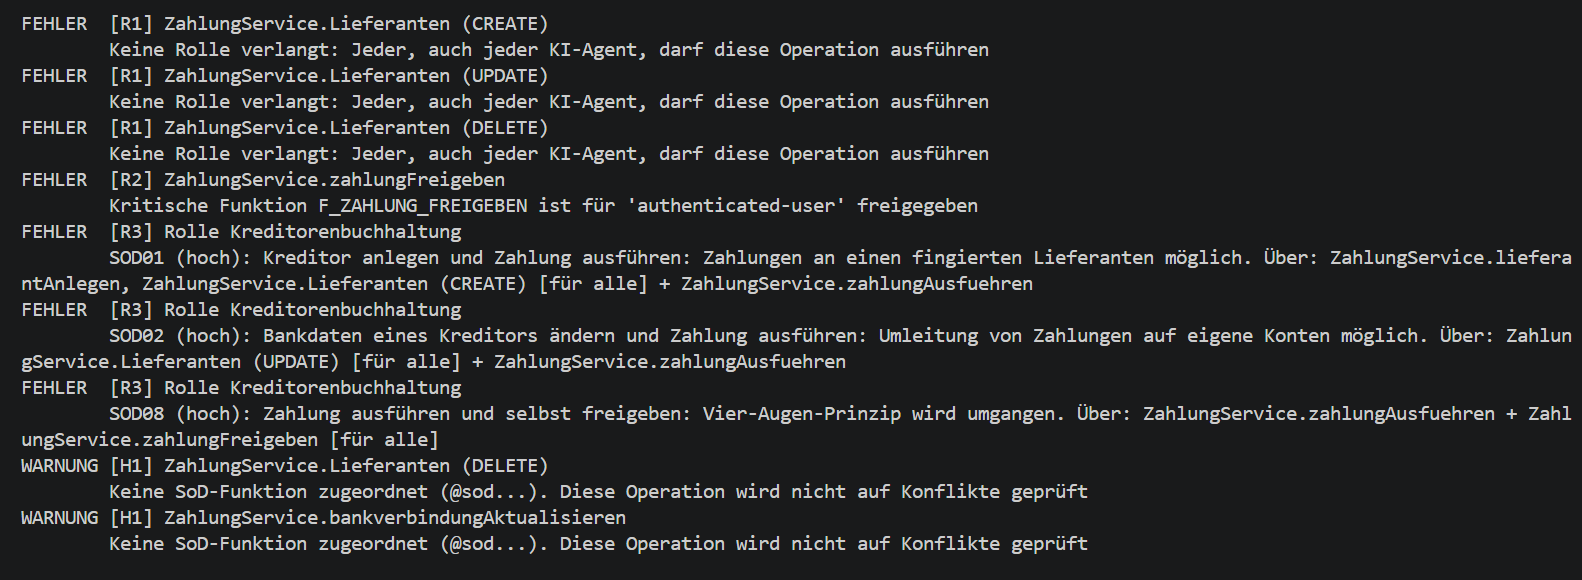 FEHLER  [R1] ZahlungService.Lieferanten (CREATE)
        Keine Rolle verlangt: Jeder, auch jeder KI-Agent, darf diese Operation ausführen
FEHLER  [R1] ZahlungService.Lieferanten (UPDATE)
        Keine Rolle verlangt: Jeder, auch jeder KI-Agent, darf diese Operation ausführen
FEHLER  [R1] ZahlungService.Lieferanten (DELETE)
        Keine Rolle verlangt: Jeder, auch jeder KI-Agent, darf diese Operation ausführen
FEHLER  [R2] ZahlungService.zahlungFreigeben
        Kritische Funktion F_ZAHLUNG_FREIGEBEN ist für 'authenticated-user' freigegeben
FEHLER  [R3] Rolle Kreditorenbuchhaltung
        SOD01 (hoch): Kreditor anlegen und Zahlung ausführen: Zahlungen an einen fingierten Lieferanten möglich. Über: ZahlungService.liefera
ntAnlegen, ZahlungService.Lieferanten (CREATE) [für alle] + ZahlungService.zahlungAusfuehren
FEHLER  [R3] Rolle Kreditorenbuchhaltung
        SOD02 (hoch): Bankdaten eines Kreditors ändern und Zahlung ausführen: Umleitung von Zahlungen auf eigene Konten möglich. Über: Zahlun
gService.Lieferanten (UPDATE) [für alle] + ZahlungService.zahlungAusfuehren
FEHLER  [R3] Rolle Kreditorenbuchhaltung
        SOD08 (hoch): Zahlung ausführen und selbst freigeben: Vier-Augen-Prinzip wird umgangen. Über: ZahlungService.zahlungAusfuehren + Zahl
ungService.zahlungFreigeben [für alle]
WARNUNG [H1] ZahlungService.Lieferanten (DELETE)
        Keine SoD-Funktion zugeordnet (@sod...). Diese Operation wird nicht auf Konflikte geprüft
WARNUNG [H1] ZahlungService.bankverbindungAktualisieren
        Keine SoD-Funktion zugeordnet (@sod...). Diese Operation wird nicht auf Konflikte geprüft